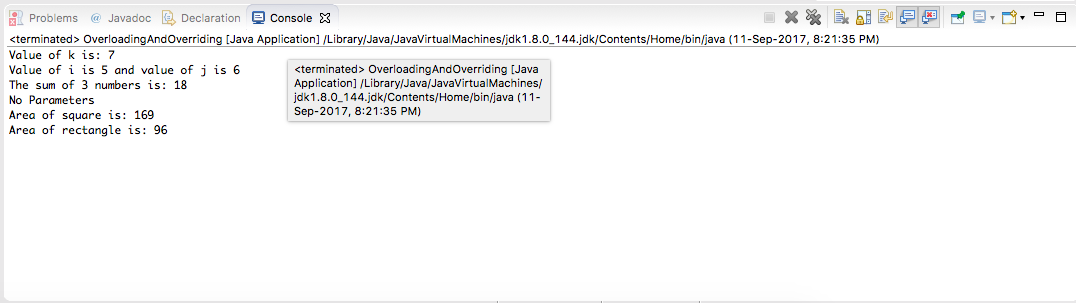 Problems @ Javadoc Declaration Console
<terminated> OverloadingAndOverriding [Java Application] /Library/Java/JavaVirtualMachines/jdk1.8.0_144.jdk/Contents/Home/bin/java (11-Sep-2017, 8:21:35 PM)
Value of k is: 7
Value of i is 5 and value of j is 6
The sum of 3 numbers is: 18
No Parameters
Area of square is: 169
Area of rectangle is: 96
<terminated> OverloadingAndOverriding [Java
Application] /Library/Java/JavaVirtualMachines/
jdk1.8.0_144.jdk/Contents/Home/bin/java (11-
Sep-2017, 8:21:35 PM)